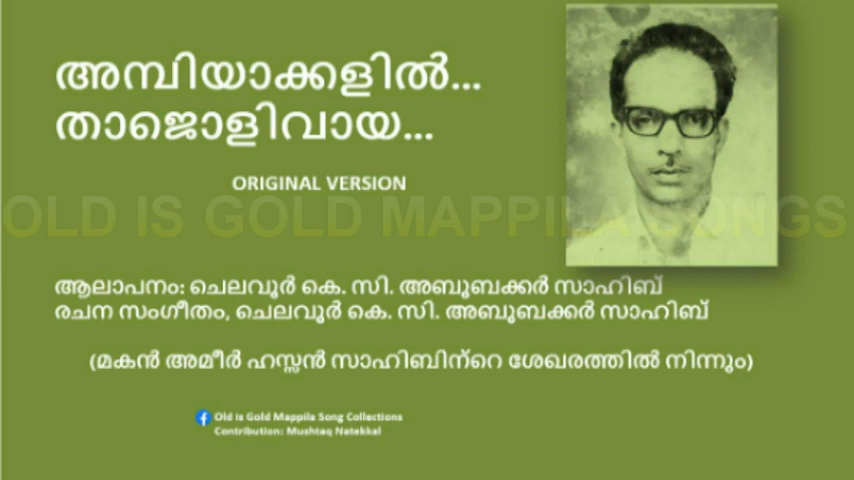 അമ്പിയാക്കളിൽ...
താജൊളിവായ...
ORIGINAL VERSION
OLD IS GOLD MAPPILA SONGS
ആലാപനം: ചെലവൂർ കെ. സി. അബൂബക്കർ സാഹിബ്
രചന സംഗീതം, ചെലവൂർ കെ. സി. അബൂബക്കർ സാഹിബ്
(മകൻ അമീർ ഹസ്സൻ സാഹിബിന്റെ ശേഖരത്തിൽ നിന്നും)
Old is Gold Mappila Song Collections
Contribution: Mushtaq Natekkal